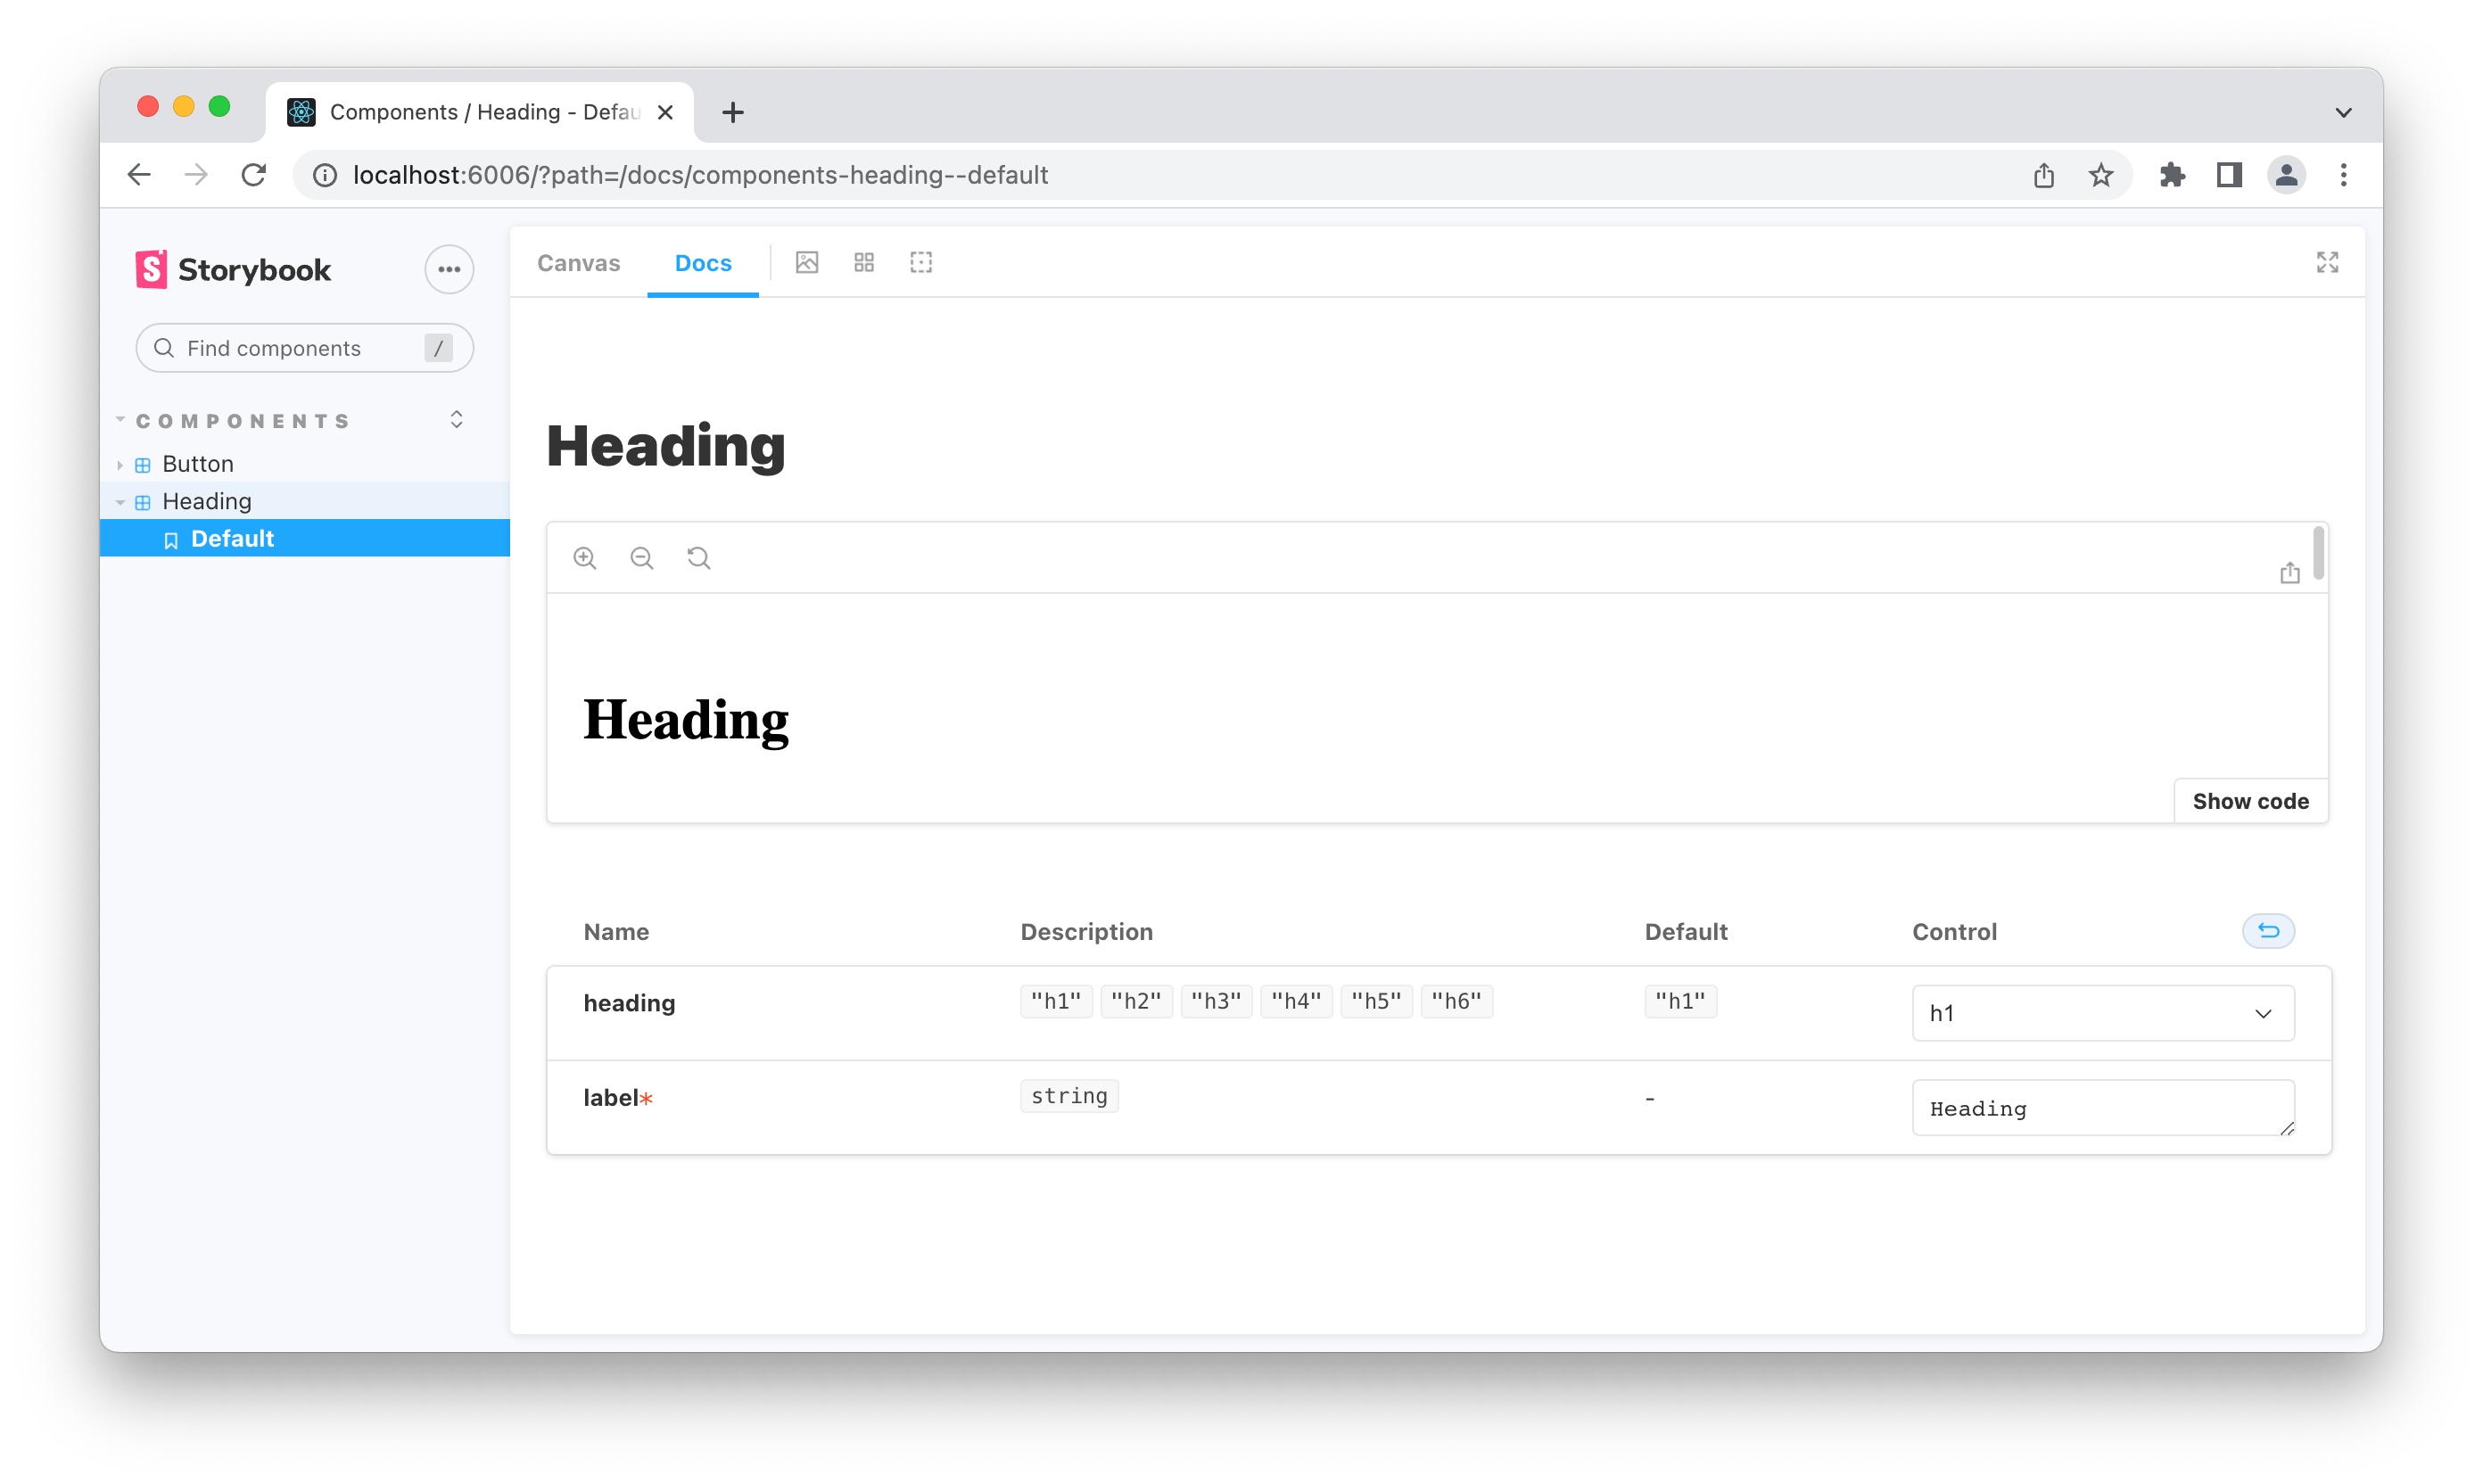 Components / Heading - Defau
localhost:6006/?path=/docs/components-heading--default
Storybook
Find components /
COMPONENTS
Button
Heading
Default
Canvas Docs
Heading
Heading
Show code
Name Description Default Control
heading "h1" "h2" "h3" "h4" "h5" "h6" "h1" h1
label* string - Heading